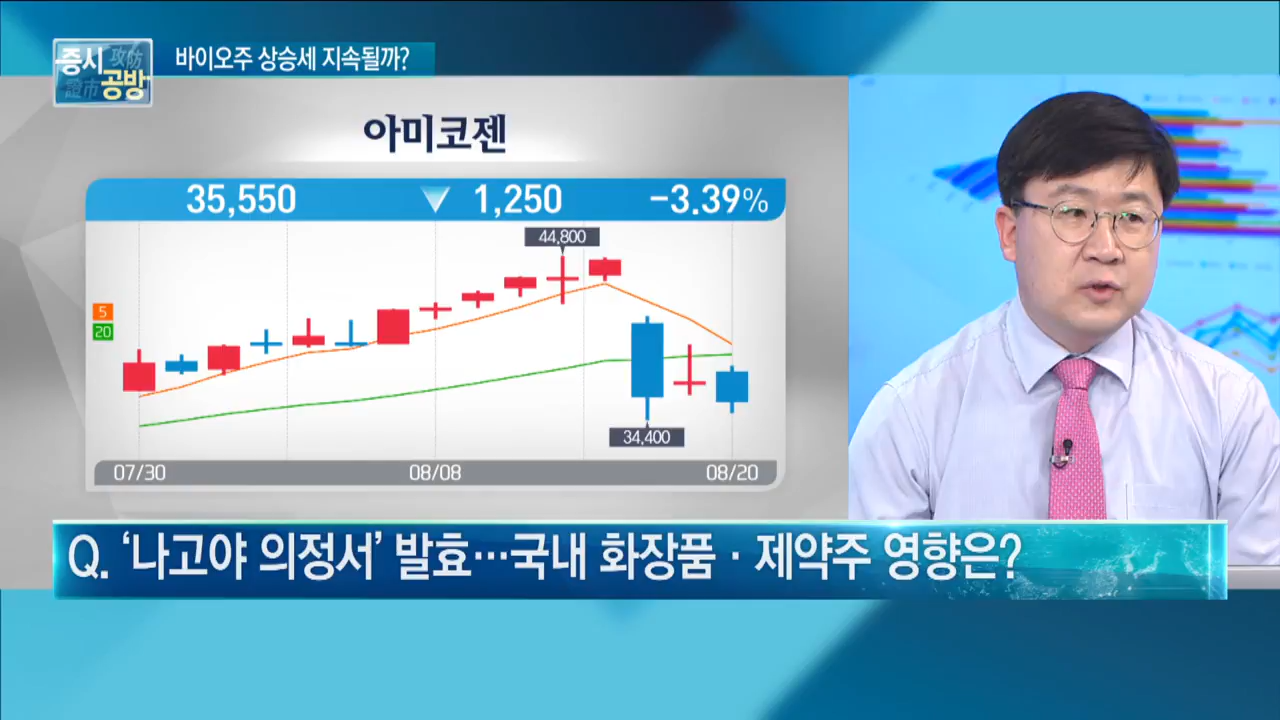 증시 攻防
證市 공방
바이오주 상승세 지속될까?
아미코젠
35,550 ▼ 1,250 -3.39%
44,800
5
20
34,400
07/30 08/08 08/20
Q. ‘나고야 의정서’ 발효…국내 화장품 · 제약주 영향은?